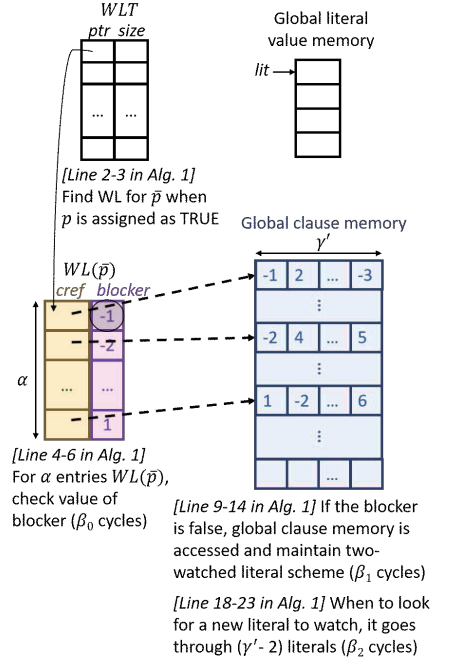 WLT
ptr size
...
...
Global literal
value memory
lit
[Line 2-3 in Alg. 1]
Find WL for p̄ when
p is assigned as TRUE
Global clause memory
γ'
WL(p̄)
cref blocker
α
-1
-2
...
...
1
-1 2 ... -3
⋮
-2 4 ... 5
⋮
1 -2 ... 6
⋮
...
[Line 4-6 in Alg. 1]
For α entries WL(p̄),
check value of
blocker (β₀ cycles)
[Line 9-14 in Alg. 1] If the blocker
is false, global clause memory is
accessed and maintain two-
watched literal scheme (β₁ cycles)
[Line 18-23 in Alg. 1] When to look
for a new literal to watch, it goes
through (γ'- 2) literals (β₂ cycles)